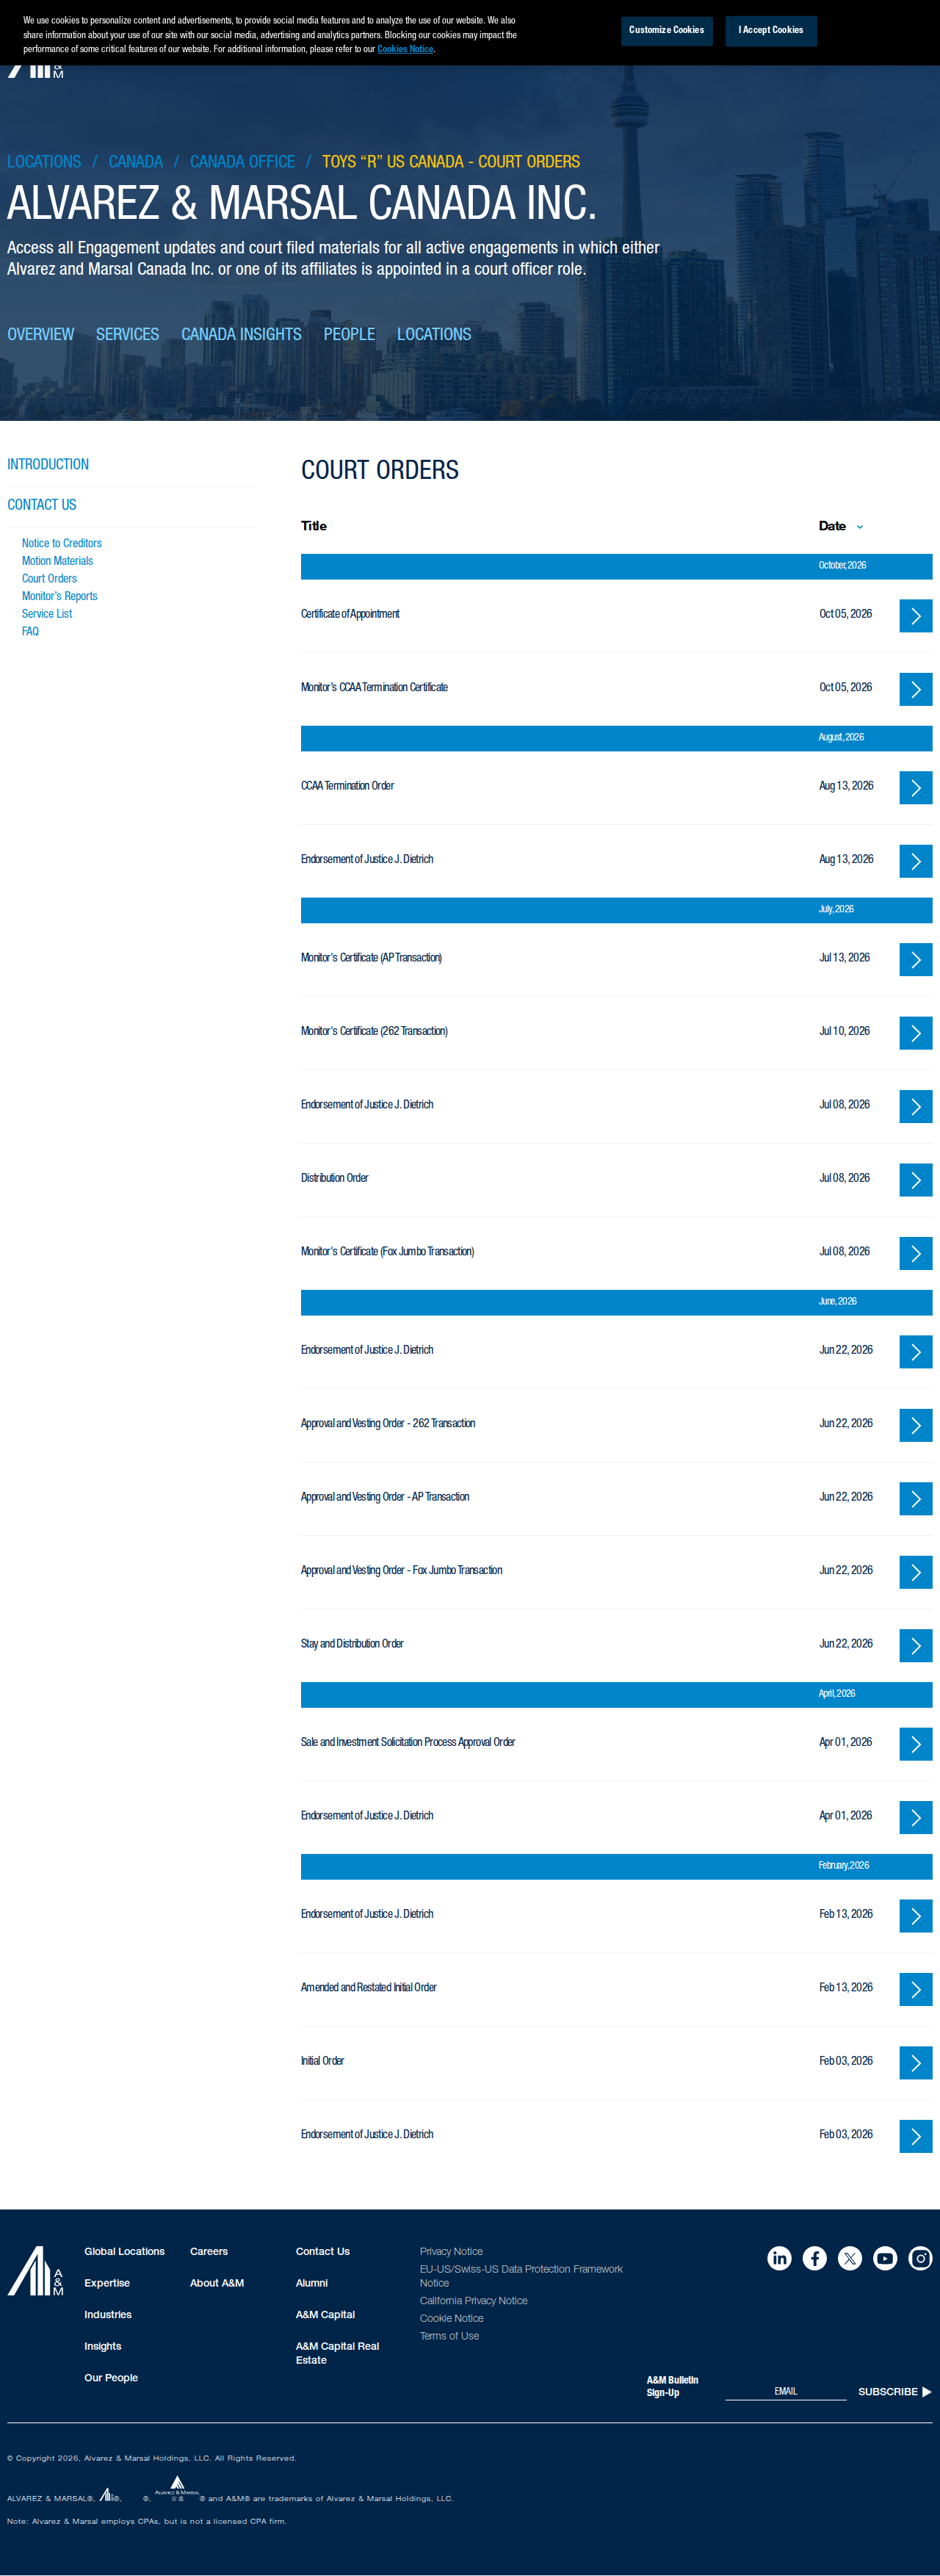 We use cookies to personalize content and advertisements, to provide social media features and to analyze the use of our website. We also
share information about your use of our site with our social media, advertising and analytics partners. Blocking our cookies may impact the
performance of some critical features of our website. For additional information, please refer to our Cookies Notice.
Customize Cookies
I Accept Cookies
&
M
LOCATIONS / CANADA / CANADA OFFICE / TOYS “R” US CANADA - COURT ORDERS
ALVAREZ & MARSAL CANADA INC.
Access all Engagement updates and court filed materials for all active engagements in which either
Alvarez and Marsal Canada Inc. or one of its affiliates is appointed in a court officer role.
OVERVIEW SERVICES CANADA INSIGHTS PEOPLE LOCATIONS
INTRODUCTION
CONTACT US
Notice to Creditors
Motion Materials
Court Orders
Monitor's Reports
Service List
FAQ
COURT ORDERS
Title Date
October, 2026
Certificate of Appointment Oct 05, 2026
Monitor’s CCAA Termination Certificate Oct 05, 2026
August, 2026
CCAA Termination Order Aug 13, 2026
Endorsement of Justice J. Dietrich Aug 13, 2026
July, 2026
Monitor's Certificate (AP Transaction) Jul 13, 2026
Monitor's Certificate (262 Transaction) Jul 10, 2026
Endorsement of Justice J. Dietrich Jul 08, 2026
Distribution Order Jul 08, 2026
Monitor's Certificate (Fox Jumbo Transaction) Jul 08, 2026
June, 2026
Endorsement of Justice J. Dietrich Jun 22, 2026
Approval and Vesting Order - 262 Transaction Jun 22, 2026
Approval and Vesting Order - AP Transaction Jun 22, 2026
Approval and Vesting Order - Fox Jumbo Transaction Jun 22, 2026
Stay and Distribution Order Jun 22, 2026
April, 2026
Sale and Investment Solicitation Process Approval Order Apr 01, 2026
Endorsement of Justice J. Dietrich Apr 01, 2026
February, 2026
Endorsement of Justice J. Dietrich Feb 13, 2026
Amended and Restated Initial Order Feb 13, 2026
Initial Order Feb 03, 2026
Endorsement of Justice J. Dietrich Feb 03, 2026
A
&
M
Global Locations
Expertise
Industries
Insights
Our People
Careers
About A&M
Contact Us
Alumni
A&M Capital
A&M Capital Real
Estate
Privacy Notice
EU-US/Swiss-US Data Protection Framework
Notice
California Privacy Notice
Cookie Notice
Terms of Use
A&M Bulletin
Sign-Up
EMAIL
SUBSCRIBE
© Copyright 2026, Alvarez & Marsal Holdings, LLC. All Rights Reserved.
ALVAREZ & MARSAL®, ®, ®, ALVAREZ & MARSAL ® and A&M® are trademarks of Alvarez & Marsal Holdings, LLC.
Note: Alvarez & Marsal employs CPAs, but is not a licensed CPA firm.